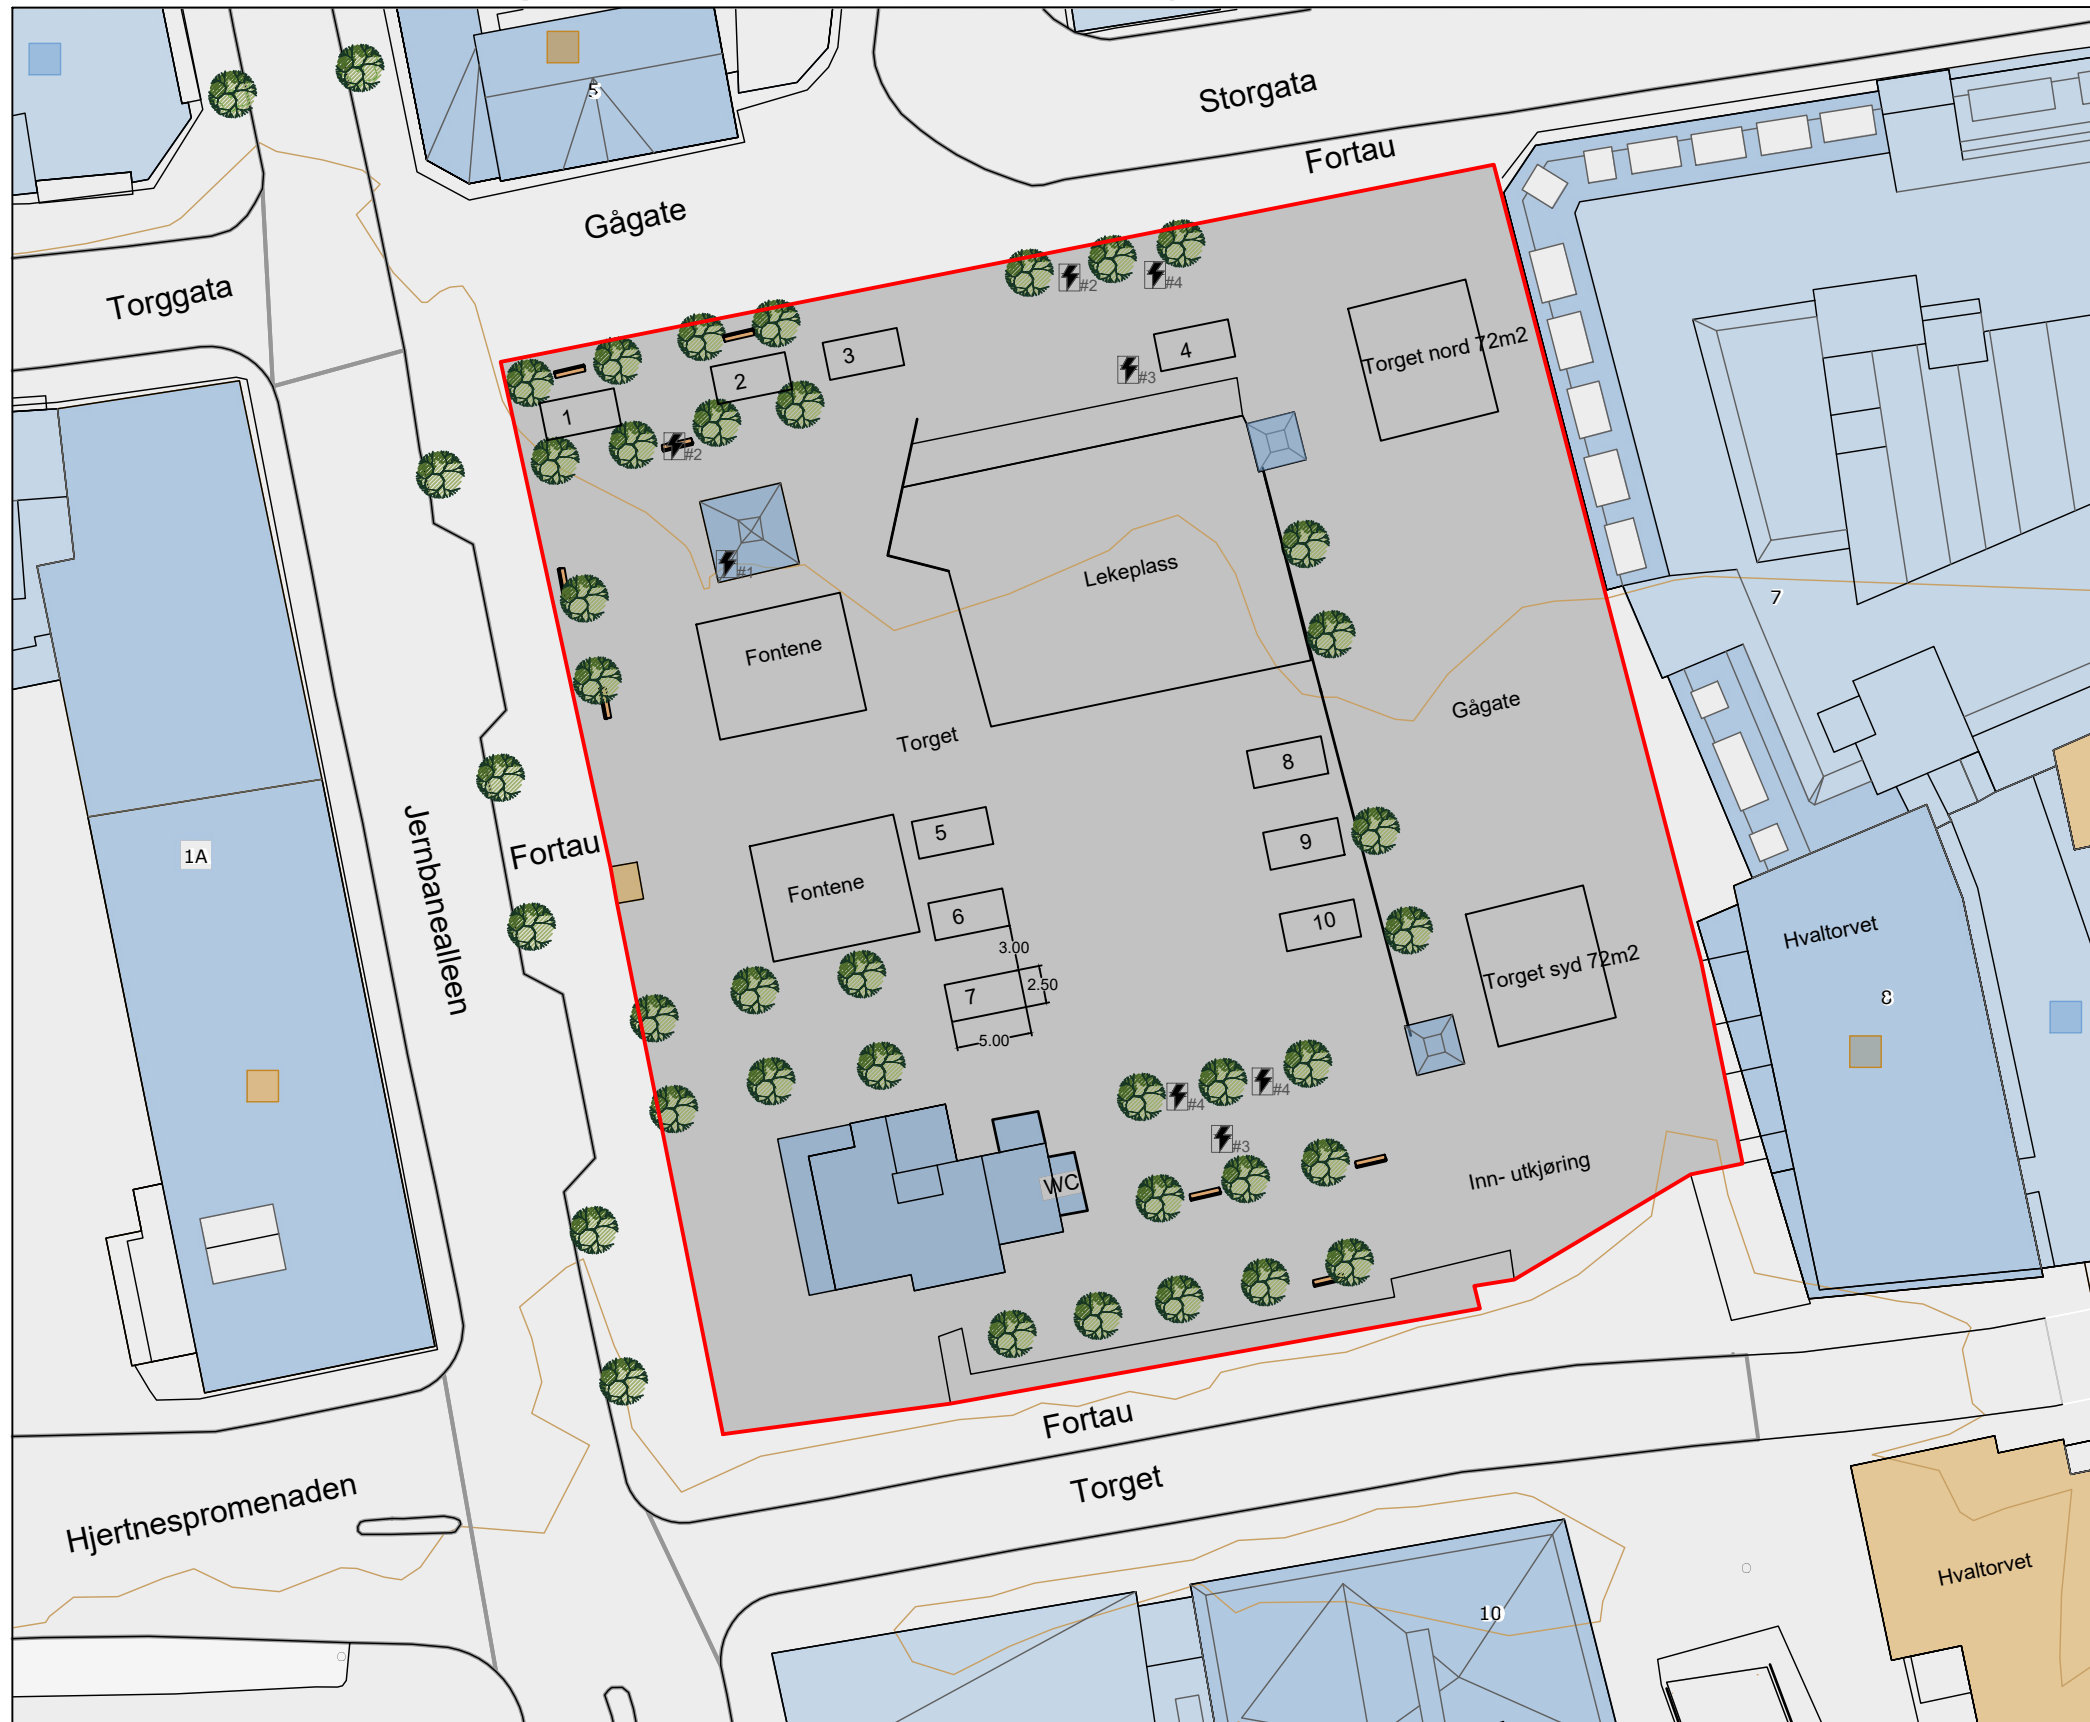 5
Storgata
Fortau
Gågate
Torggata
#2
#4
3
4
Torget nord 72m2
2
#3
1
#2
#1
Lekeplass
7
Fontene
Gågate
Torget
8
5
9
1A
Jernbanealleen
Fortau
Fontene
6
10
Hvaltorvet
3.00
Torget syd 72m2
7
2.50
8
5.00
#4
#4
#3
WC
Inn- utkjøring
Fortau
Torget
Hjertnespromenaden
Hvaltorvet
10